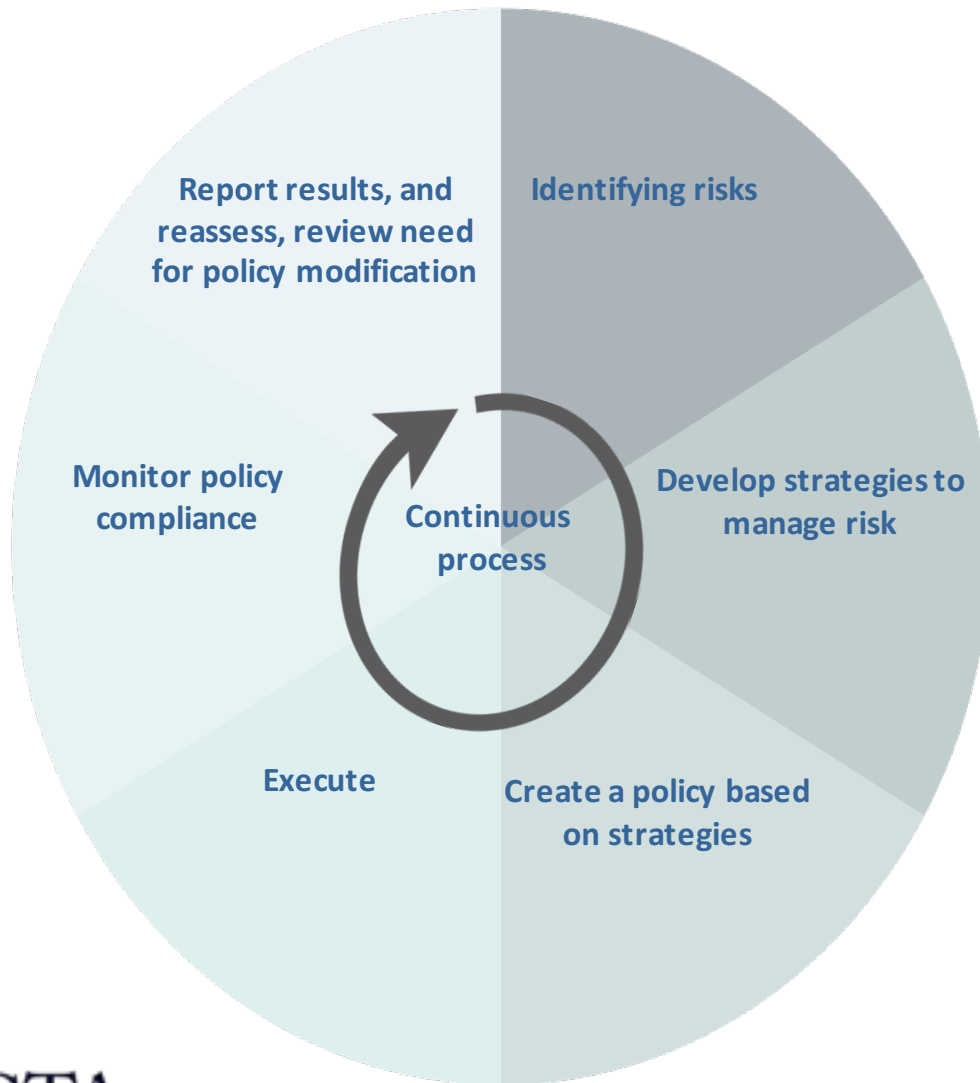 Identifying risks
Develop strategies to
manage risk
Create a policy based
on strategies
Execute
Monitor policy
compliance
Report results, and
reassess, review need
for policy modification
Continuous
process